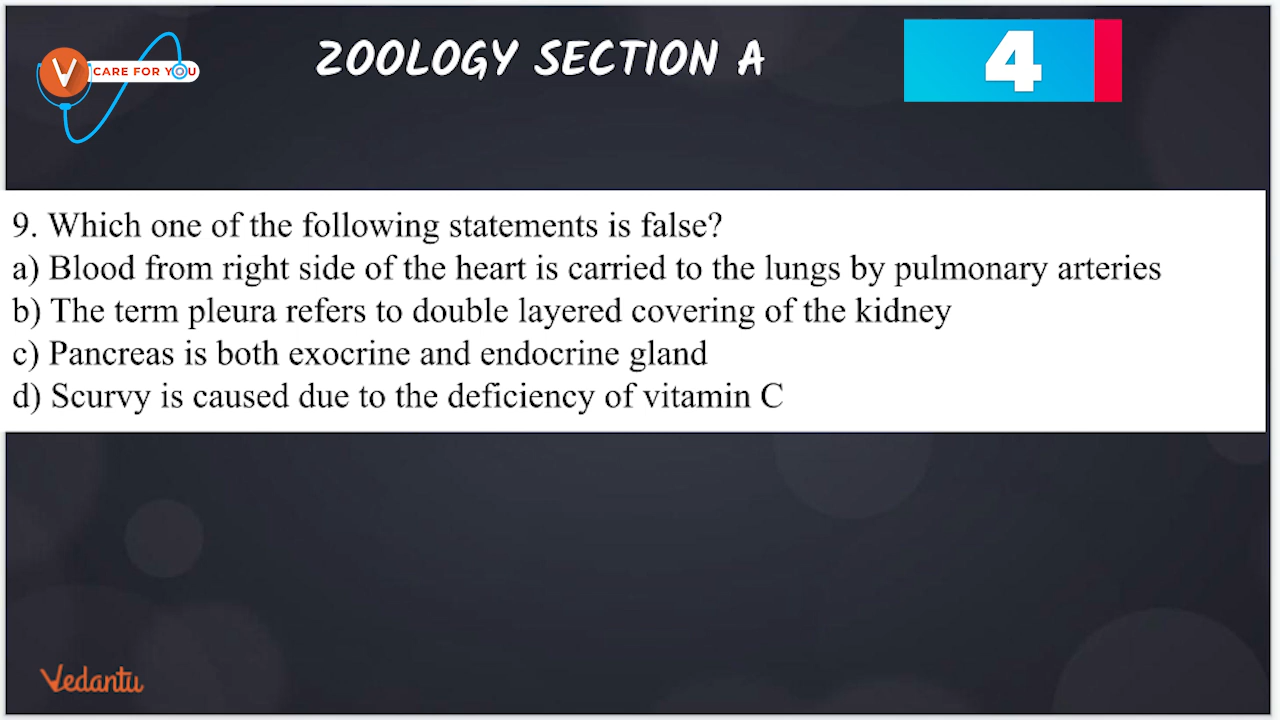 V CARE FOR YOU
ZOOLOGY SECTION A
4
9. Which one of the following statements is false?
a) Blood from right side of the heart is carried to the lungs by pulmonary arteries
b) The term pleura refers to double layered covering of the kidney
c) Pancreas is both exocrine and endocrine gland
d) Scurvy is caused due to the deficiency of vitamin C
Vedantu